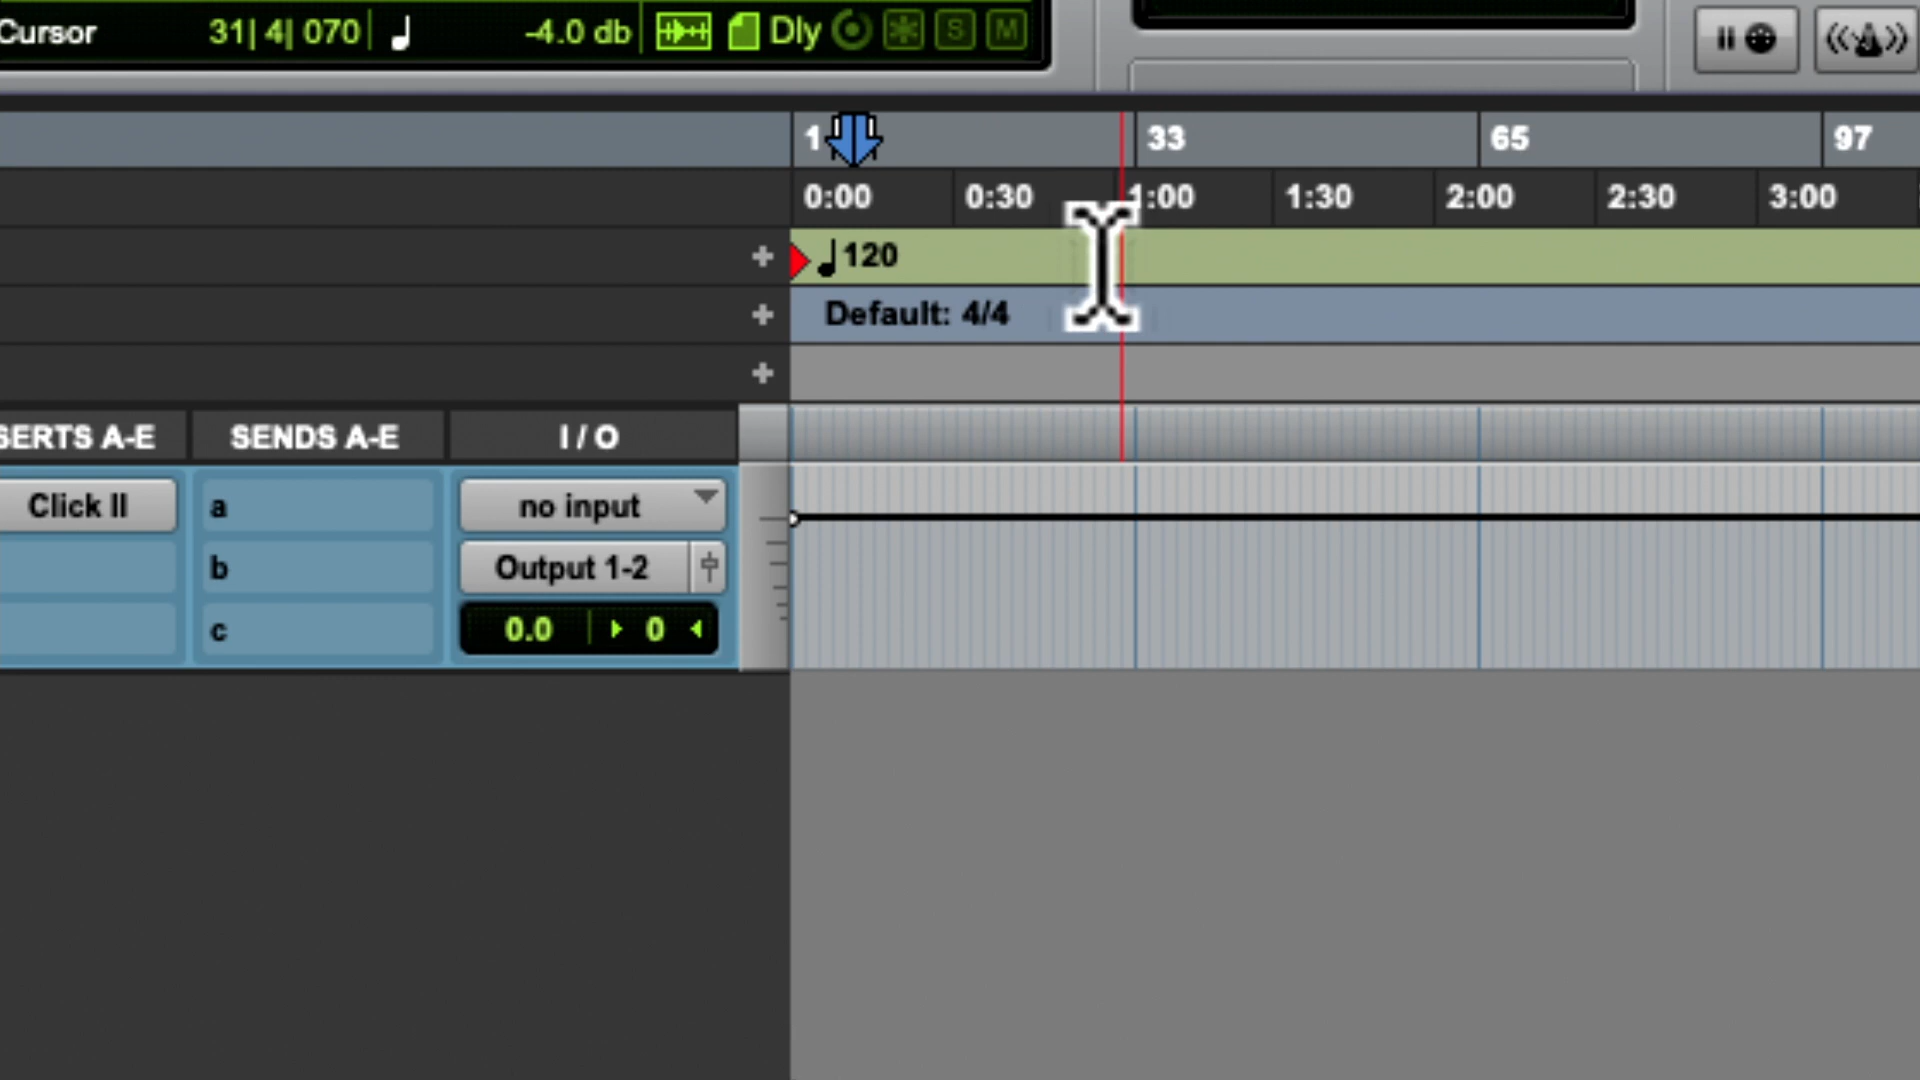 Cursor 31| 4| 070 -4.0 db Dly S M
1 33 65 97
0:00 0:30 1:00 1:30 2:00 2:30 3:00
+ 120
+ Default: 4/4
+
SERTS A-E SENDS A-E I / O
Click II a no input
b Output 1-2
c 0.0 0